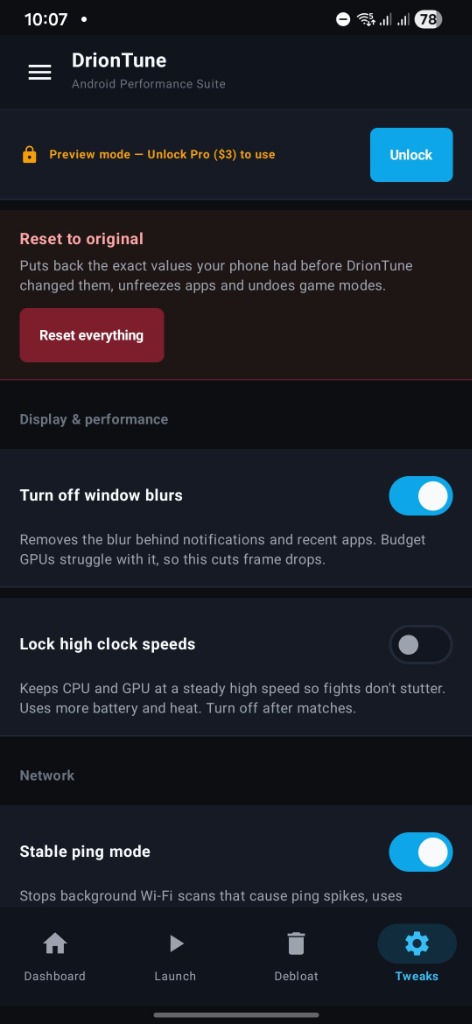 10:07
78
DrionTune
Android Performance Suite
Preview mode — Unlock Pro ($3) to use
Unlock
Reset to original
Puts back the exact values your phone had before DrionTune
changed them, unfreezes apps and undoes game modes.
Reset everything
Display & performance
Turn off window blurs
Removes the blur behind notifications and recent apps. Budget
GPUs struggle with it, so this cuts frame drops.
Lock high clock speeds
Keeps CPU and GPU at a steady high speed so fights don't stutter.
Uses more battery and heat. Turn off after matches.
Network
Stable ping mode
Stops background Wi-Fi scans that cause ping spikes, uses
Dashboard
Launch
Debloat
Tweaks